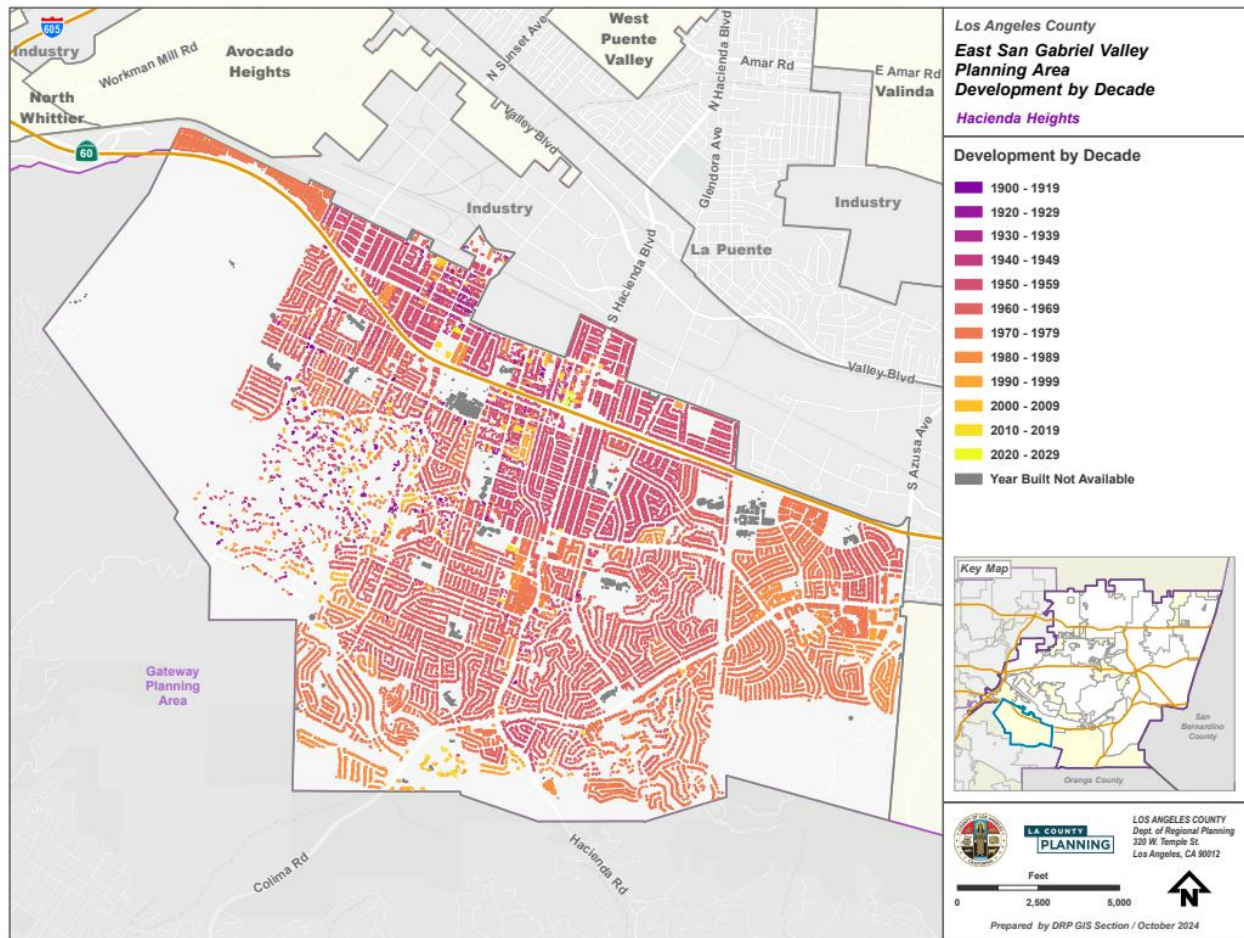 605
Industry
Workman Mill Rd
Avocado
Heights
North
Whittier
60
N Sunset Ave
West
Puente
Valley
N Hacienda Blvd
Amar Rd
E Amar Rd
Valinda
Valley Blvd
Glendora Ave
Industry
Industry
La Puente
S Hacienda Blvd
Valley Blvd
S Azusa Ave
Gateway
Planning
Area
Colima Rd
Hacienda Rd
Los Angeles County
East San Gabriel Valley
Planning Area
Development by Decade
Hacienda Heights
Development by Decade
1900 - 1919
1920 - 1929
1930 - 1939
1940 - 1949
1950 - 1959
1960 - 1969
1970 - 1979
1980 - 1989
1990 - 1999
2000 - 2009
2010 - 2019
2020 - 2029
Year Built Not Available
Key Map
San
Bernardino
County
Orange County
LA COUNTY
PLANNING
LOS ANGELES COUNTY
Dept. of Regional Planning
320 W. Temple St.
Los Angeles, CA 90012
Feet
0 2,500 5,000
N
Prepared by DRP GIS Section / October 2024